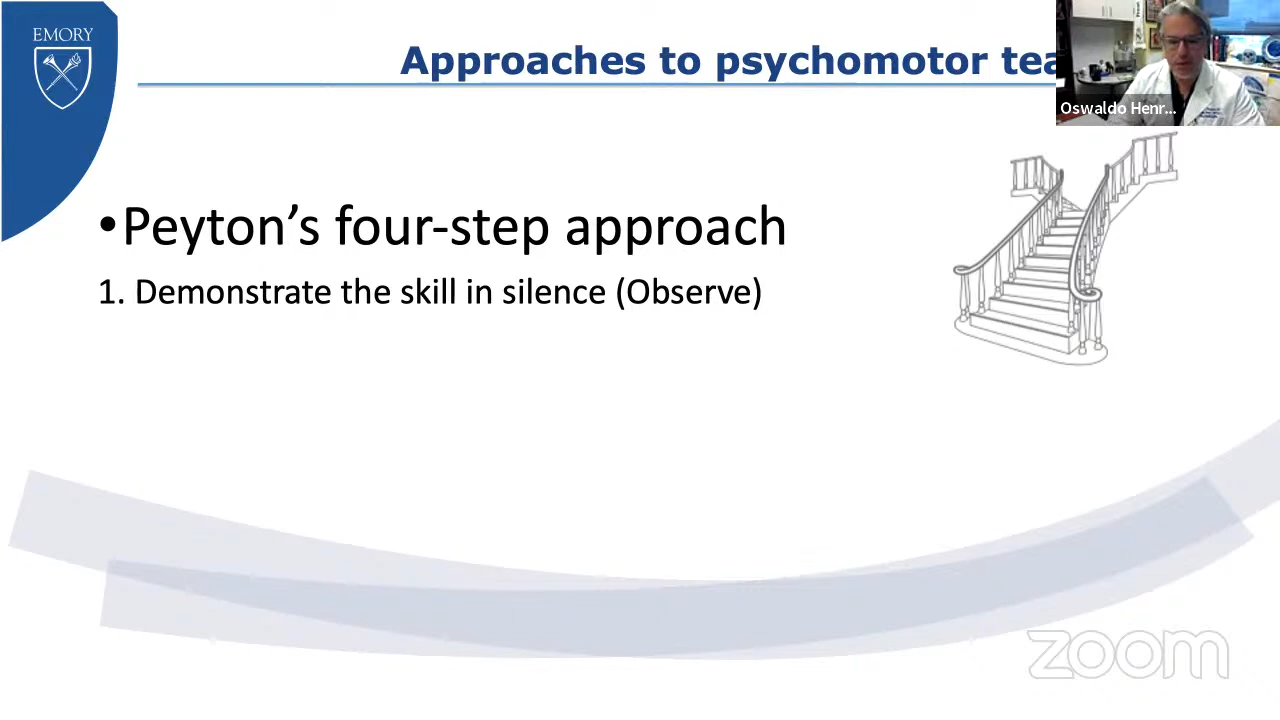 EMORY
Approaches to psychomotor tea
Oswaldo Henr...
•Peyton’s four-step approach
1. Demonstrate the skill in silence (Observe)
zoom